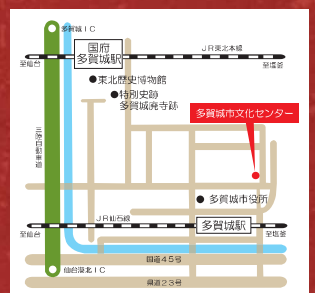 多賀城IC
国府
多賀城駅
JR東北本線
至仙台
至塩釜
●東北歴史博物館
●特別史跡
多賀城廃寺跡
多賀城市文化センター
三陸自動車道
● 多賀城市役所
JR仙石線
多賀城駅
至仙台
至塩釜
国道45号
仙台港北IC
県道23号